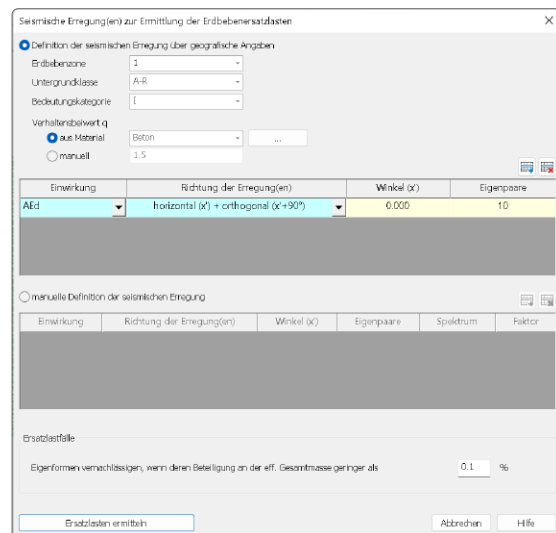 Seismische Erregung(en) zur Ermittlung der Erdbebenersatzlasten
Definition der seismischen Erregung über geografische Angaben
Erdbebenzone 1
Untergrundklasse A-R
Bedeutungskategorie I
Verhaltensbeiwert q
aus Material Beton ...
manuell 1.5
Einwirkung Richtung der Erregung(en) Winkel (x') Eigenpaare
AEd horizontal (x') + orthogonal (x'+90°) 0.000 10
manuelle Definition der seismischen Erregung
Einwirkung Richtung der Erregung(en) Winkel (x') Eigenpaare Spektrum Faktor
Ersatzlastfälle
Eigenformen vernachlässigen, wenn deren Beteiligung an der eff. Gesamtmasse geringer als 0.1 %
Ersatzlasten ermitteln Abbrechen Hilfe